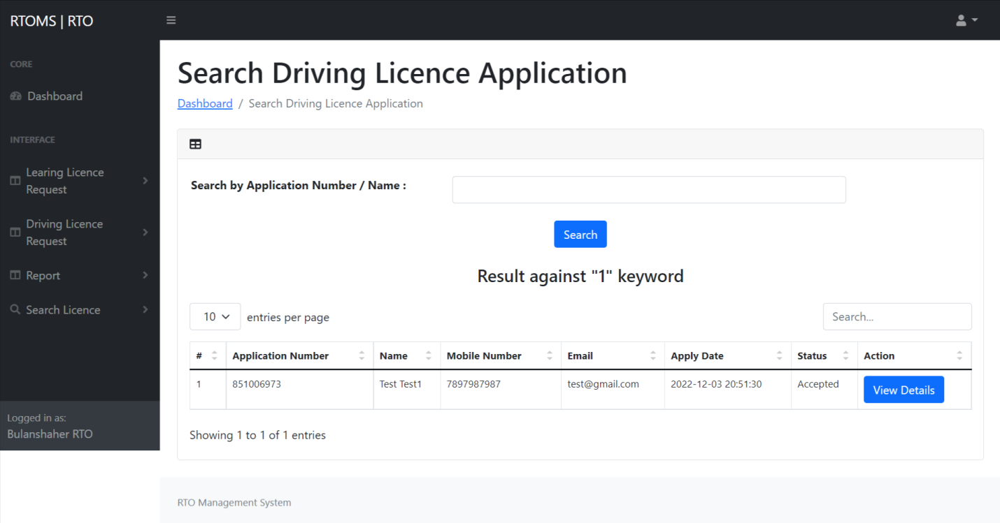 RTOMS | RTO
CORE
Dashboard
INTERFACE
Learing Licence
Request
Driving Licence
Request
Report
Search Licence
Logged in as:
Bulanshaher RTO
Search Driving Licence Application
Dashboard / Search Driving Licence Application
Search by Application Number / Name :
Search
Result against "1" keyword
10 entries per page
Search...
# Application Number Name Mobile Number Email Apply Date Status Action
1 851006973 Test Test1 7897987987 test@gmail.com 2022-12-03 20:51:30 Accepted View Details
Showing 1 to 1 of 1 entries
RTO Management System